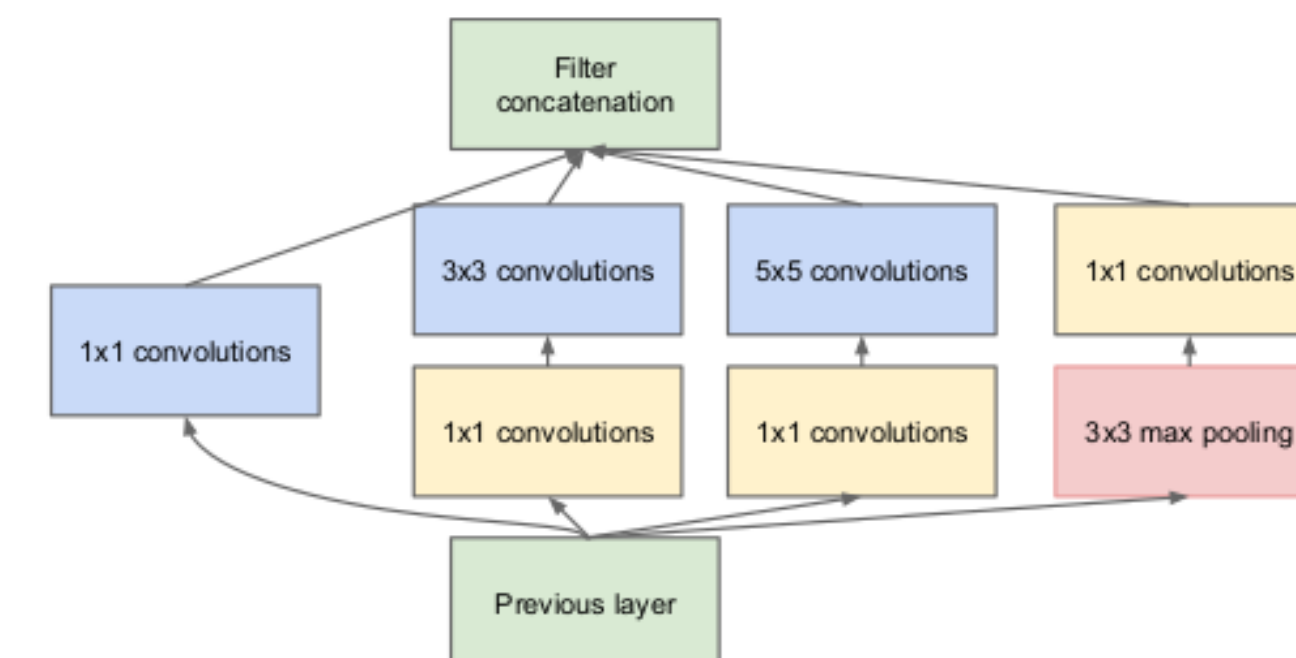 Filter
concatenation
3x3 convolutions
5x5 convolutions
1x1 convolutions
1x1 convolutions
1x1 convolutions
1x1 convolutions
3x3 max pooling
Previous layer